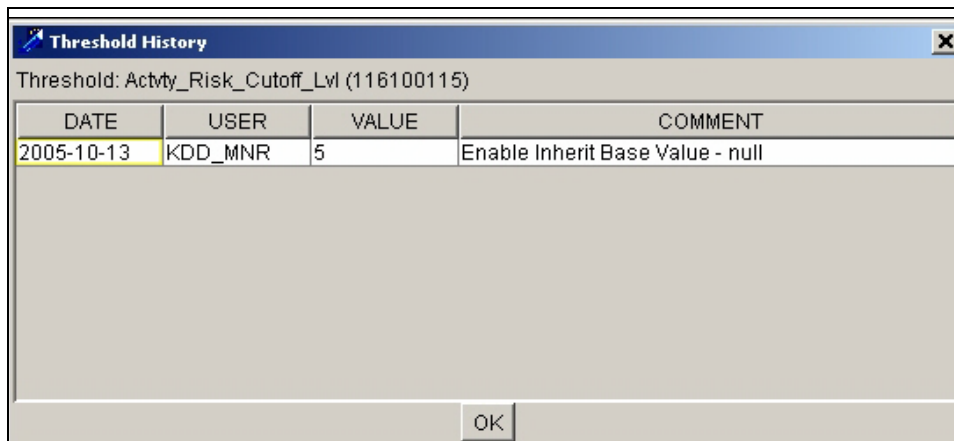 Threshold History
Threshold: Actvty_Risk_Cutoff_Lvl (116100115)
DATE USER VALUE COMMENT
2005-10-13 KDD_MNR 5 Enable Inherit Base Value - null
OK